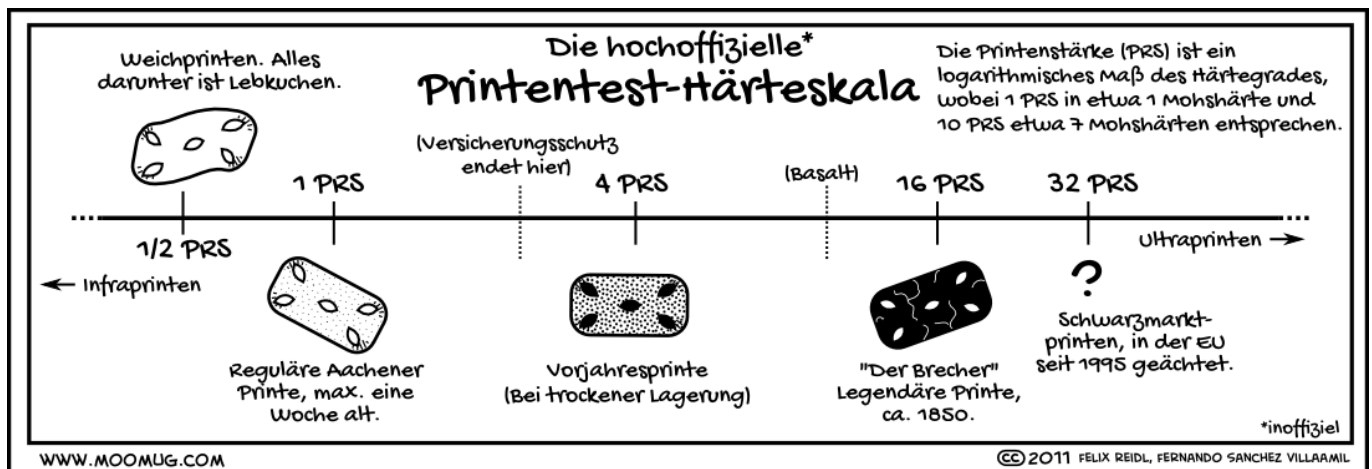 Die hochoffizielle*
Printentest-Härteskala
Weichprinten. Alles
darunter ist Lebkuchen.
Die Printenstärke (PRS) ist ein
logarithmisches Maß des Härtegrades,
wobei 1 PRS in etwa 1 Mohshärte und
10 PRS etwa 7 Mohshärten entsprechen.
(Versicherungsschutz
endet hier)
(Basalt)
1/2 PRS
1 PRS
4 PRS
16 PRS
32 PRS
← Infraprinten
Ultraprinten →
Reguläre Aachener
Printe, max. eine
Woche alt.
Vorjahresprinte
(Bei trockener Lagerung)
"Der Brecher"
Legendäre Printe,
ca. 1850.
?
Schwarzmarkt-
printen, in der EU
seit 1995 geächtet.
*inoffiziel
WWW.MOOMUG.COM
(cc) 2011 FELIX REIDL, FERNANDO SANCHEZ VILLAAMIL